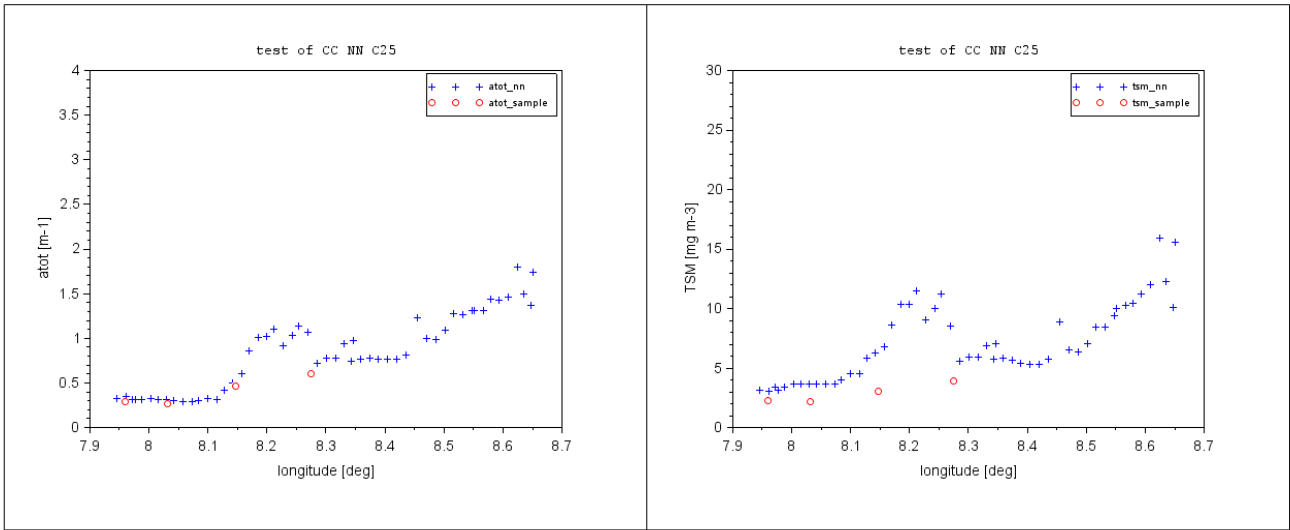 test of CC NN C25
atot_nn
atot_sample
4
3.5
3
2.5
2
1.5
1
0.5
0
atot [m-1]
7.9 8 8.1 8.2 8.3 8.4 8.5 8.6 8.7
longitude [deg]
test of CC NN C25
tsm_nn
tsm_sample
30
25
20
15
10
5
0
TSM [mg m-3]
7.9 8 8.1 8.2 8.3 8.4 8.5 8.6 8.7
longitude [deg]